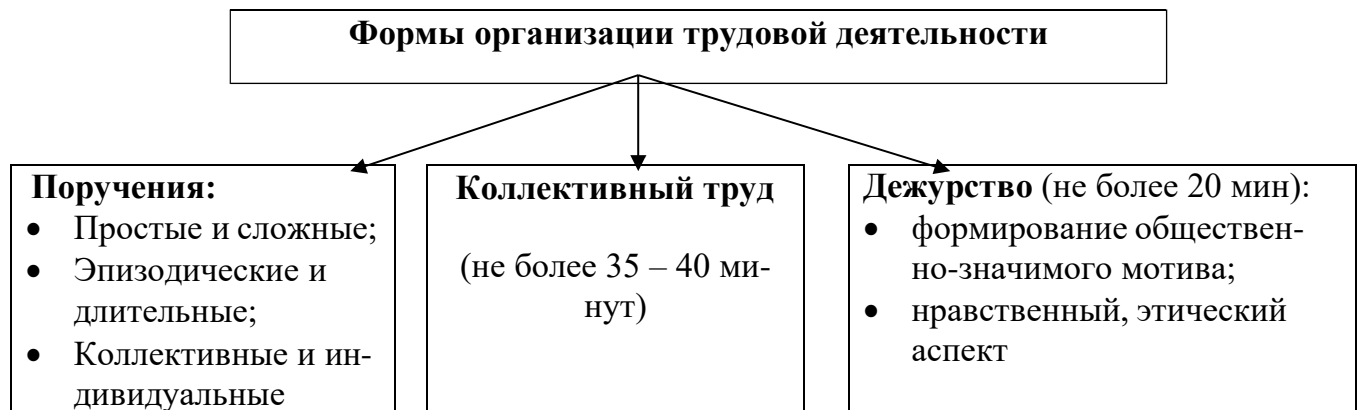 Формы организации трудовой деятельности
Поручения:
• Простые и сложные;
• Эпизодические и
длительные;
• Коллективные и ин-
дивидуальные
Коллективный труд
(не более 35 – 40 ми-
нут)
Дежурство (не более 20 мин):
• формирование обществен-
но-значимого мотива;
• нравственный, этический
аспект